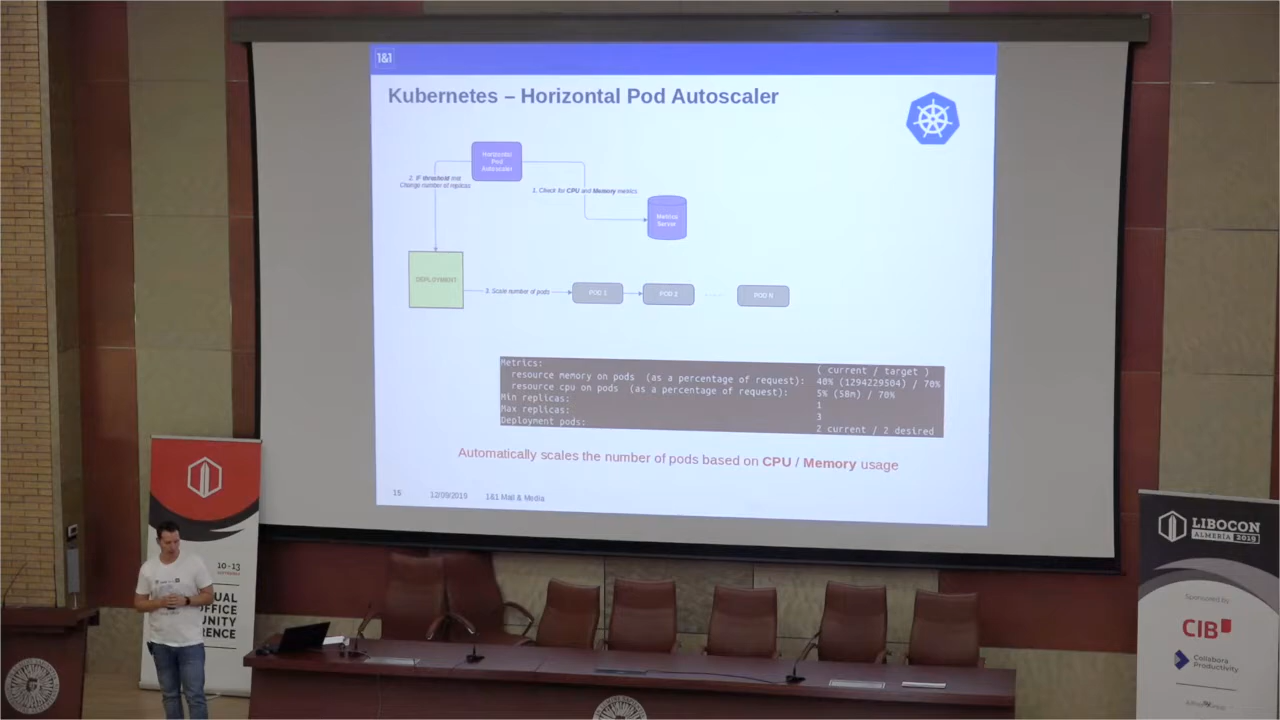 1&1
Kubernetes – Horizontal Pod Autoscaler
Horizontal
Pod
Autoscaler
2. IF threshold met
Change number of replicas
1. Check for CPU and Memory metrics
Metrics
Server
DEPLOYMENT
3. Scale number of pods
POD 1
POD 2
POD N
Metrics: ( current / target )
resource memory on pods (as a percentage of request): 40% (1294229504) / 70%
resource cpu on pods (as a percentage of request): 5% (58m) / 70%
Min replicas: 1
Max replicas: 3
Deployment pods: 2 current / 2 desired
Automatically scales the number of pods based on CPU / Memory usage
15 12/09/2019 1&1 Mail & Media
10-13
UAL
OFFICE
UNITY
ERENCE
LIBOCON
ALMERÍA 2019
Sponsored by
CIB
Collabora
Productivity